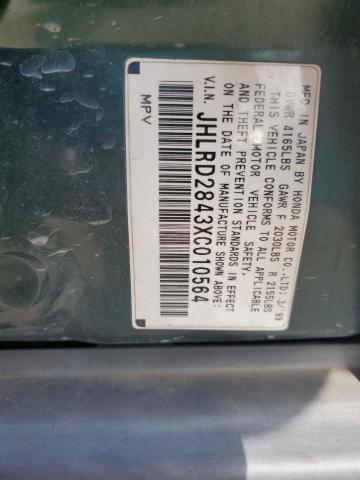 MFD IN JAPAN BY HONDA MOTOR CO.,LTD: 3/'99
GVWR 4165LBS GAWR F 2030LBS R 2155LBS
THIS VEHICLE CONFORMS TO ALL APPLICABLE
FEDERAL MOTOR VEHICLE SAFETY,
AND THEFT PREVENTION STANDARDS IN EFFECT
ON THE DATE OF MANUFACTURE SHOWN ABOVE:
V.I.N. JHLRD2843XC010564
MPV